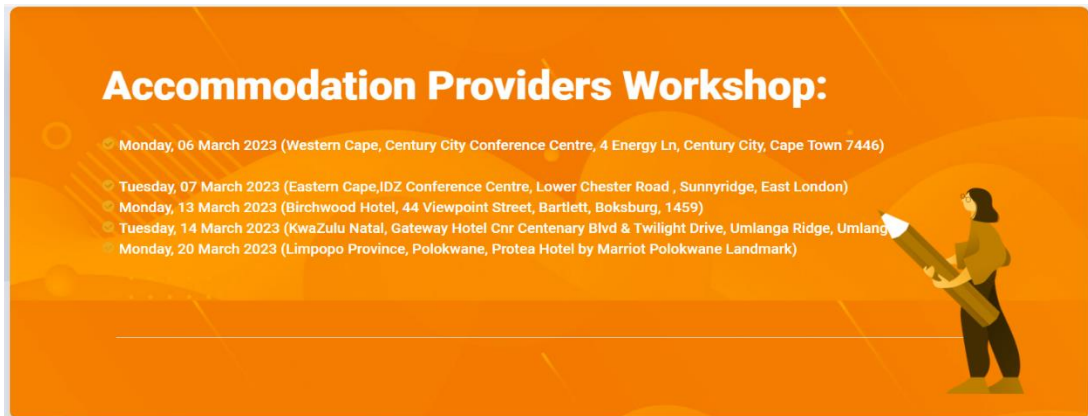 Accommodation Providers Workshop:
Monday, 06 March 2023 (Western Cape, Century City Conference Centre, 4 Energy Ln, Century City, Cape Town 7446)
Tuesday, 07 March 2023 (Eastern Cape,IDZ Conference Centre, Lower Chester Road , Sunnyridge, East London)
Monday, 13 March 2023 (Birchwood Hotel, 44 Viewpoint Street, Bartlett, Boksburg, 1459)
Tuesday, 14 March 2023 (KwaZulu Natal, Gateway Hotel Cnr Centenary Blvd & Twilight Drive, Umlanga Ridge, Umlang
Monday, 20 March 2023 (Limpopo Province, Polokwane, Protea Hotel by Marriot Polokwane Landmark)